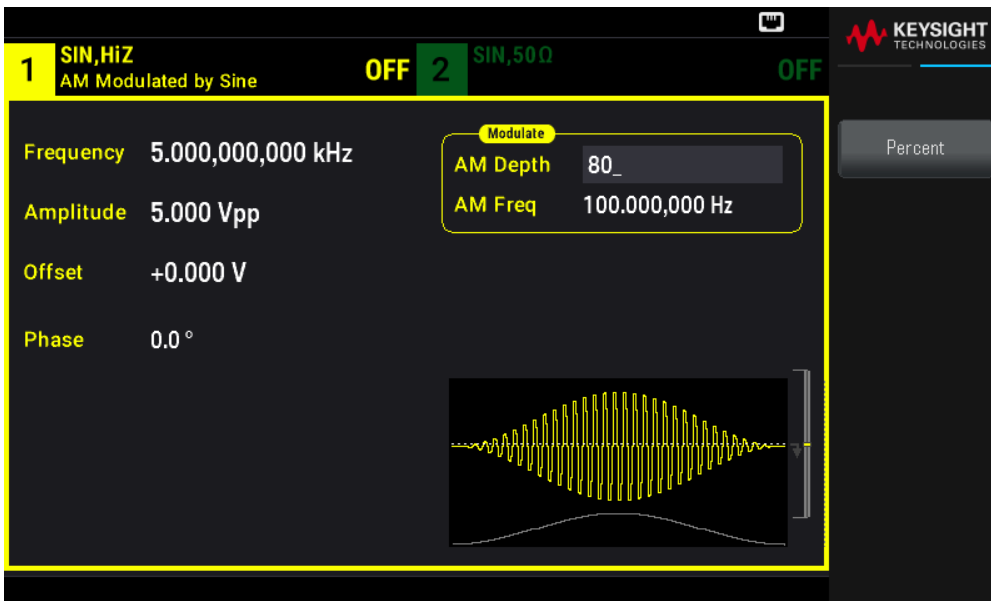 KEYSIGHT
TECHNOLOGIES
1
SIN,HiZ
AM Modulated by Sine
OFF
2
SIN,50Ω
OFF
Frequency 5.000,000,000 kHz
Amplitude 5.000 Vpp
Offset +0.000 V
Phase 0.0 °
Modulate
AM Depth 80_
AM Freq 100.000,000 Hz
Percent